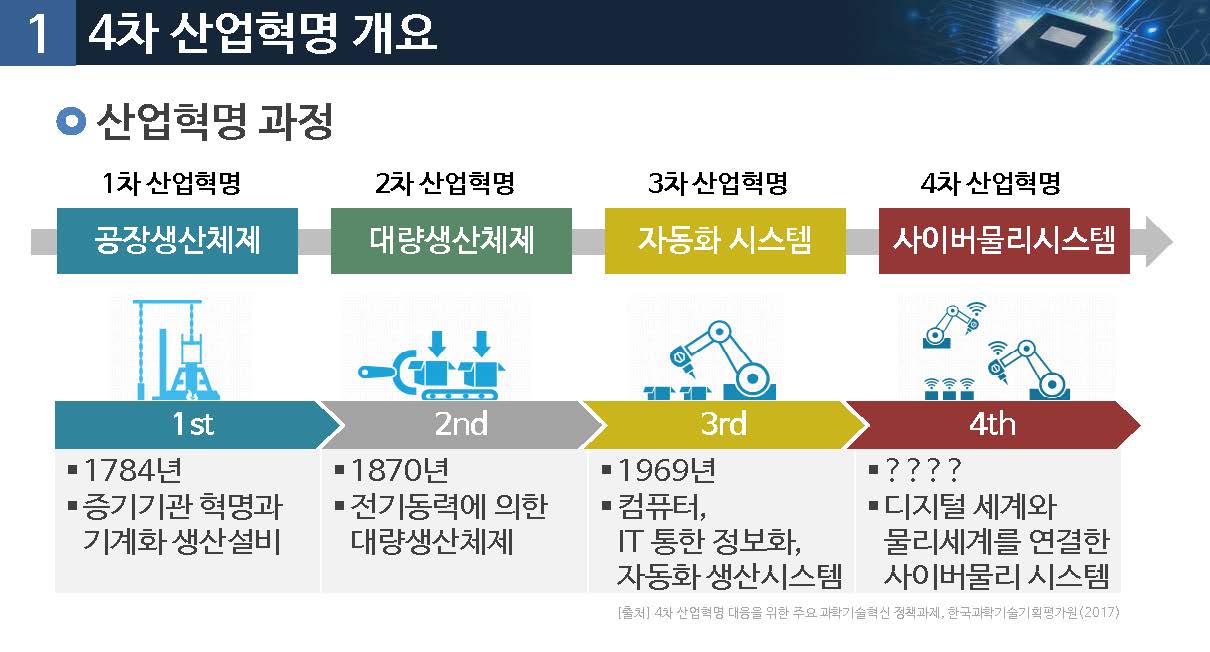 1 4차 산업혁명 개요
산업혁명 과정
1차 산업혁명 2차 산업혁명 3차 산업혁명 4차 산업혁명
공장생산체제 대량생산체제 자동화 시스템 사이버물리시스템
1st 2nd 3rd 4th
▪ 1784년
▪ 증기기관 혁명과
기계화 생산설비
▪ 1870년
▪ 전기동력에 의한
대량생산체제
▪ 1969년
▪ 컴퓨터,
IT 통한 정보화,
자동화 생산시스템
▪ ????
▪ 디지털 세계와
물리세계를 연결한
사이버물리 시스템
[출처] 4차 산업혁명 대응을 위한 주요 과학기술혁신 정책과제, 한국과학기술기획평가원(2017)